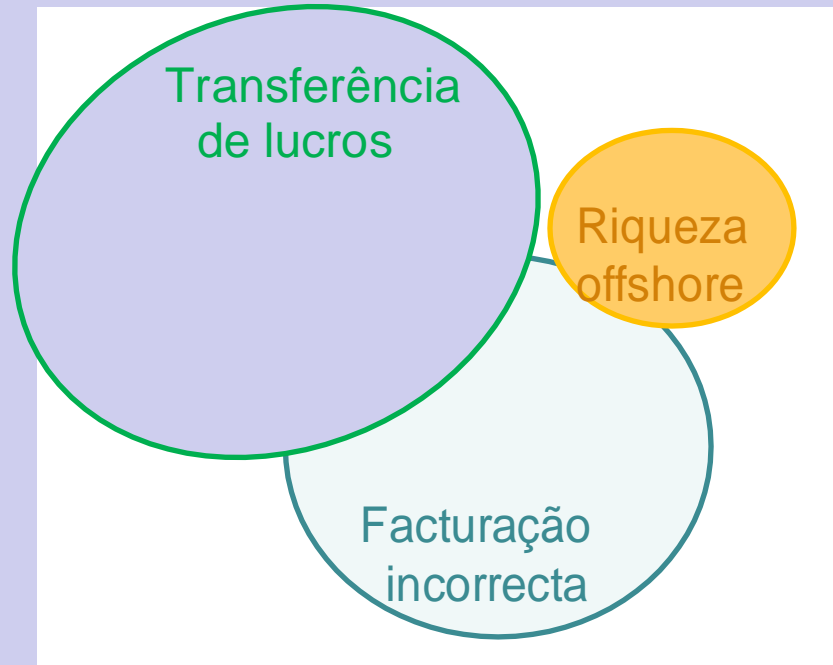 Transferência
de lucros
Riqueza
offshore
Facturação
incorrecta